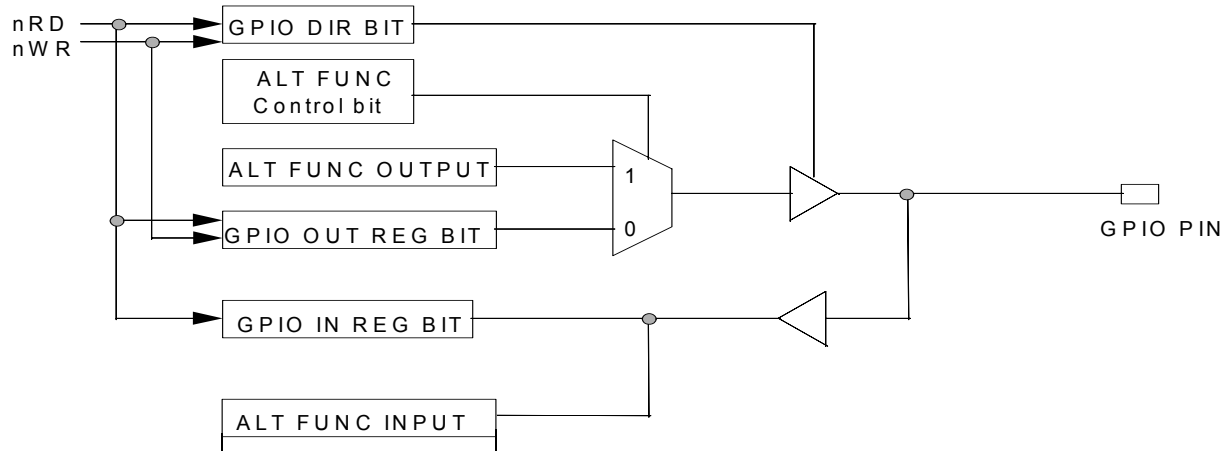 nRD
nWR
GPIO DIR BIT
ALT FUNC
Control bit
ALT FUNC OUTPUT
1
0
GPIO OUT REG BIT
GPIO PIN
GPIO IN REG BIT
ALT FUNC INPUT